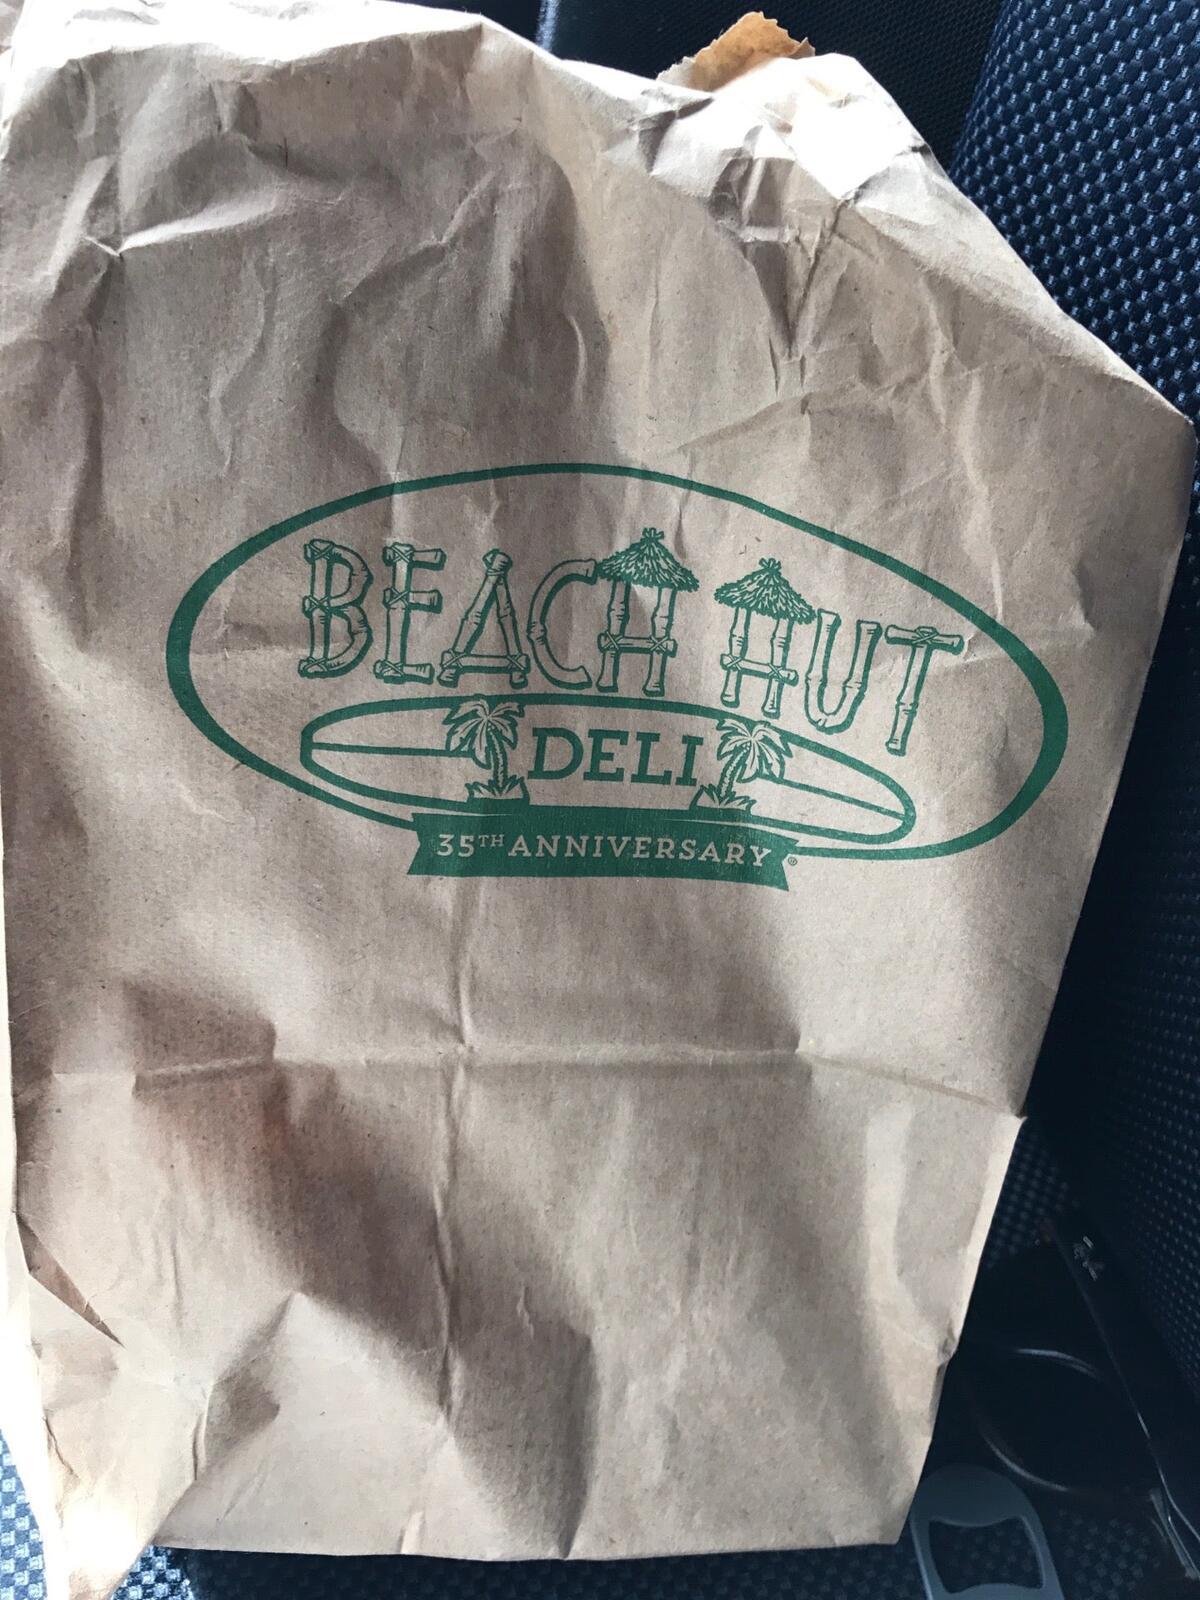 BEACH HUT
DELI
35TH ANNIVERSARY®